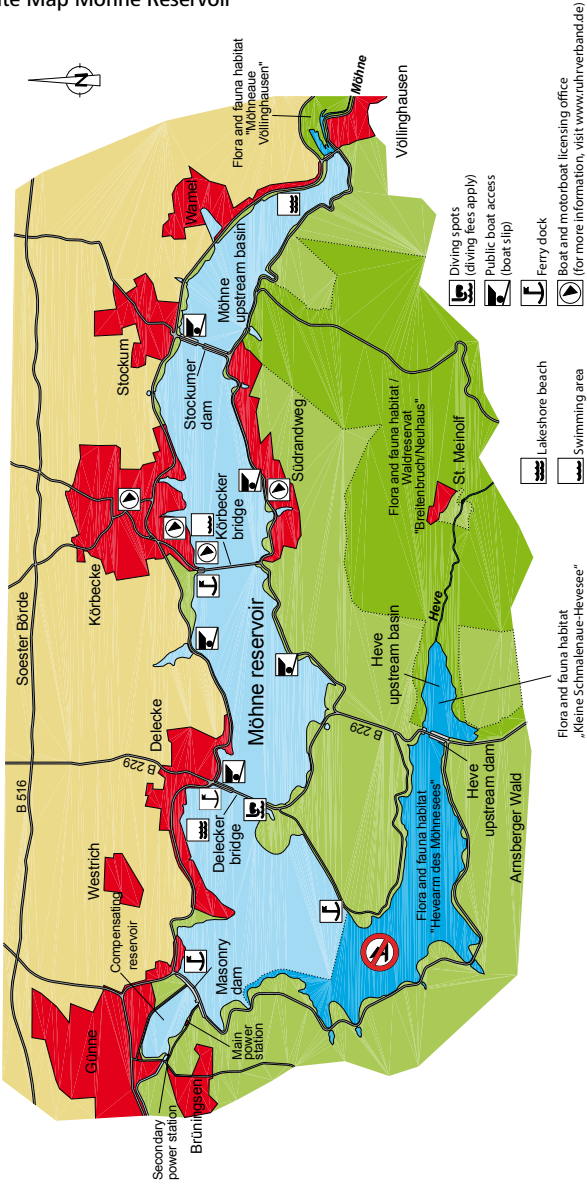 te Map Möhne Reservoir
N
Soester Börde
B 516
B 229
Günne
Compensating
reservoir
Westrich
Delecke
Körbecke
Stockum
Wamel
Flora and fauna habitat
"Möhneaue
Völlinghausen"
Möhne
Völlinghausen
Secondary
power station
Brüningsen
Main
power
station
Masonry
dam
Delecker
bridge
Möhne reservoir
Körbecker
bridge
Stockumer
dam
Möhne
upstream basin
Südrandweg
B 229
Flora and fauna habitat
"Hevearm des Möhnesees"
Heve
upstream dam
Heve
upstream basin
Heve
Flora and fauna habitat /
Waldreservat
"Breitenbruch/Neuhaus"
St. Meinolf
Arnsberger Wald
Flora and fauna habitat
„Kleine Schmalenaue-Hevesee"
Lakeshore beach
Swimming area
Diving spots
(diving fees apply)
Public boat access
(boat slip)
Ferry dock
Boat and motorboat licensing office
(for more information, visit www.ruhrverband.de)